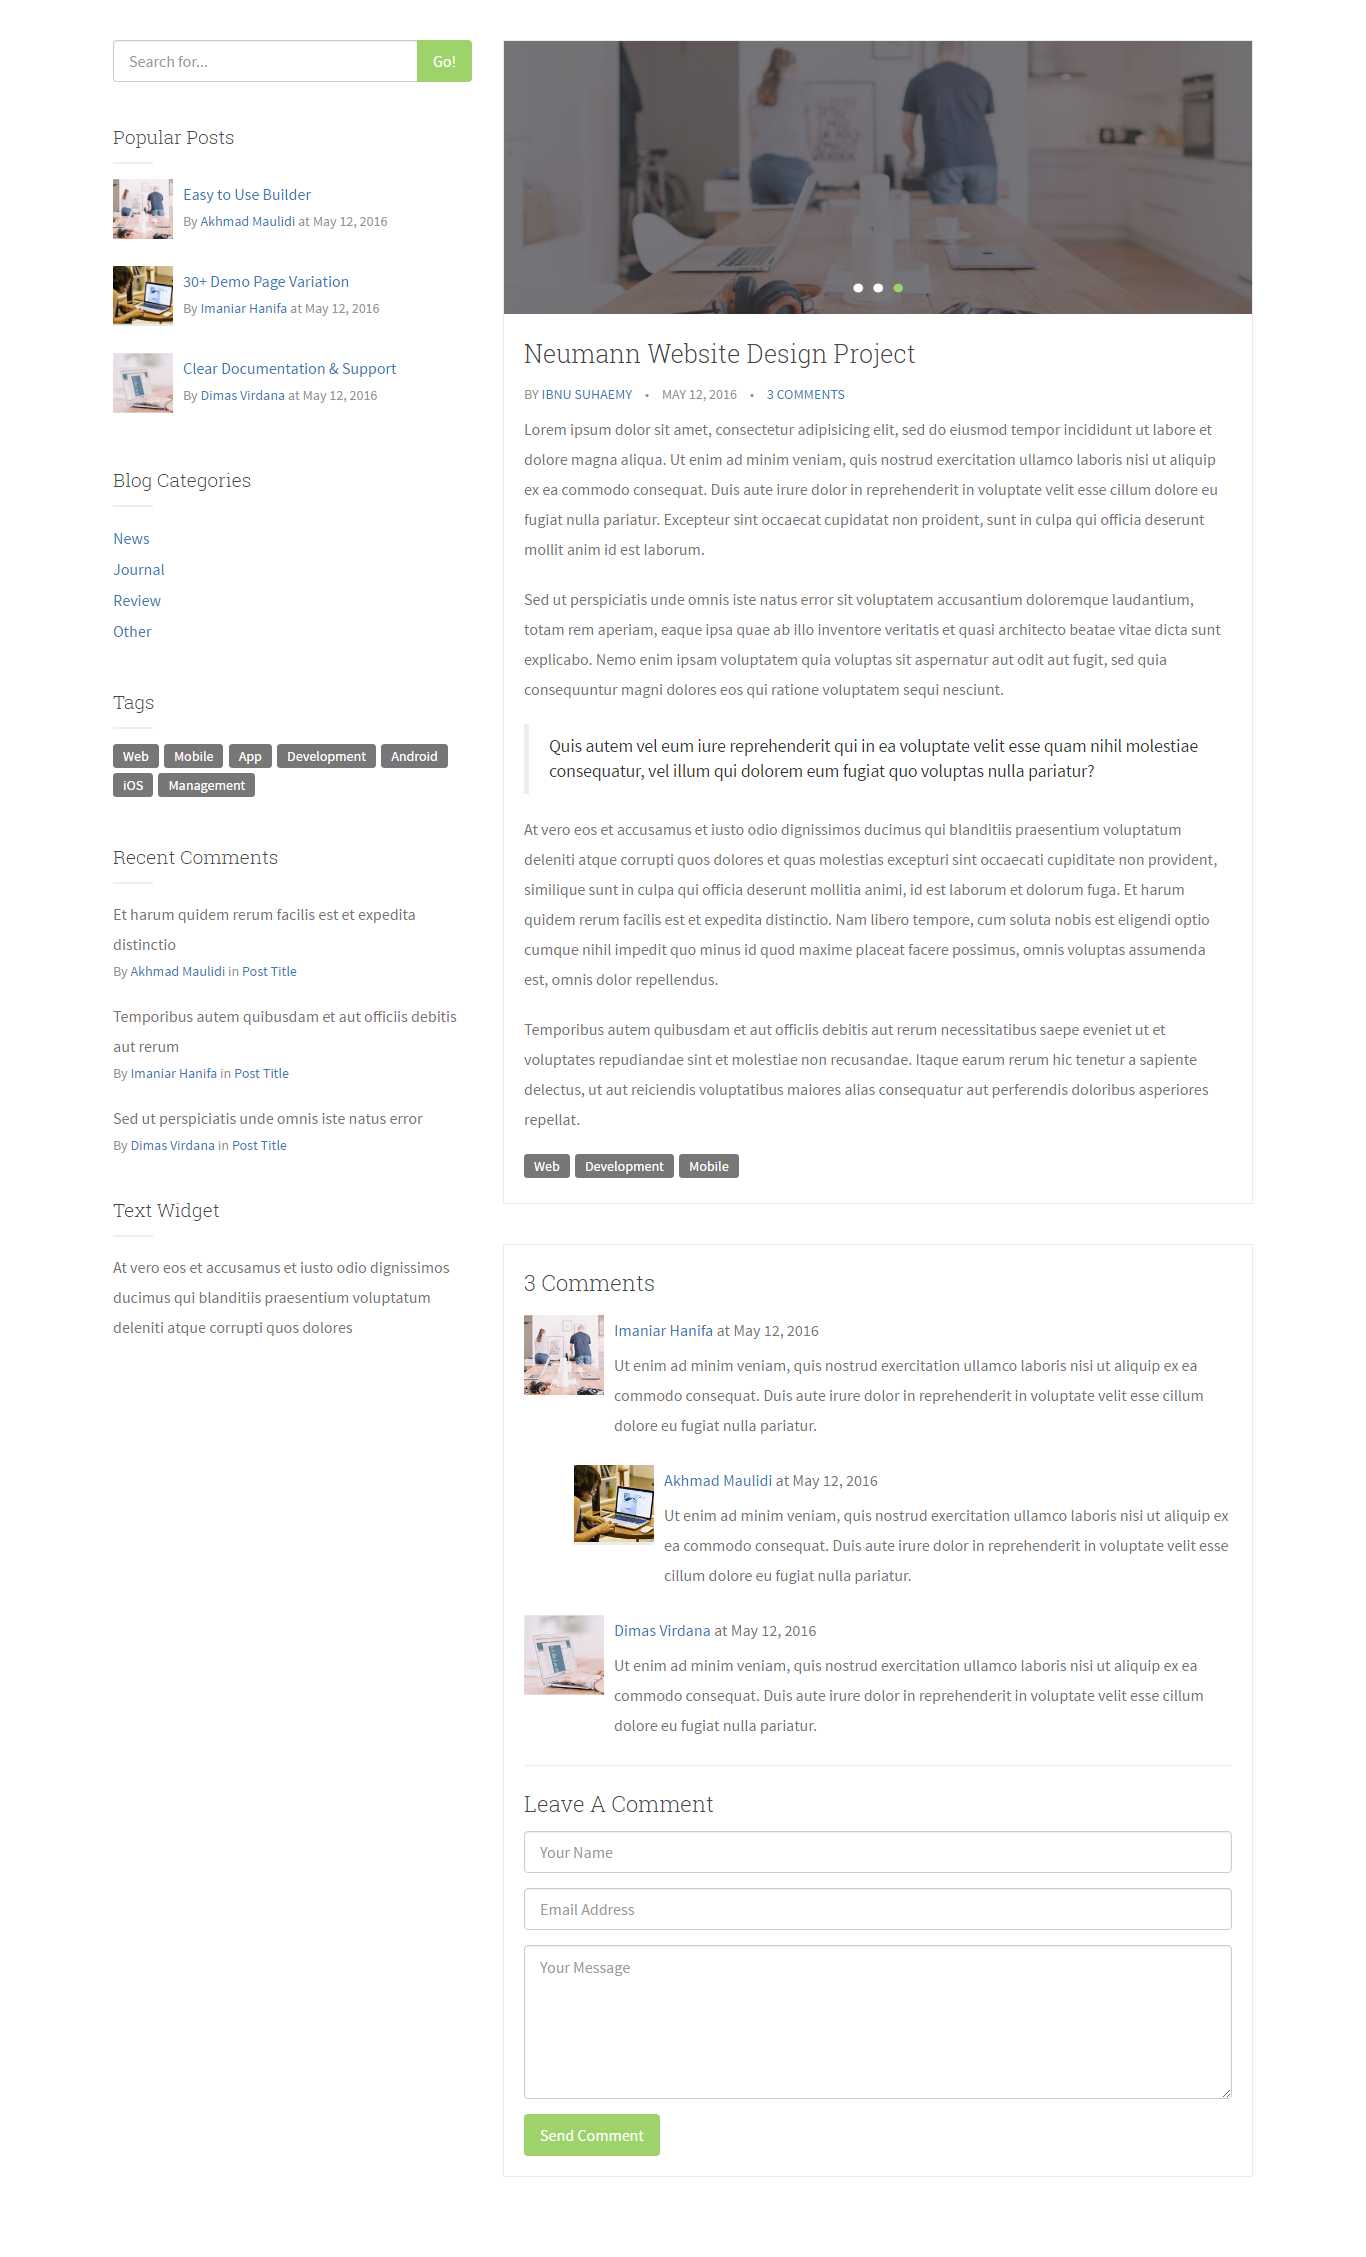 Search for...
Go!
Popular Posts
Easy to Use Builder
By Akhmad Maulidi at May 12, 2016
30+ Demo Page Variation
By Imaniar Hanifa at May 12, 2016
Clear Documentation & Support
By Dimas Virdana at May 12, 2016
Blog Categories
News
Journal
Review
Other
Tags
Web Mobile App Development Android
iOS Management
Recent Comments
Et harum quidem rerum facilis est et expedita
distinctio
By Akhmad Maulidi in Post Title
Temporibus autem quibusdam et aut officiis debitis
aut rerum
By Imaniar Hanifa in Post Title
Sed ut perspiciatis unde omnis iste natus error
By Dimas Virdana in Post Title
Text Widget
At vero eos et accusamus et iusto odio dignissimos
ducimus qui blanditiis praesentium voluptatum
deleniti atque corrupti quos dolores
Neumann Website Design Project
BY IBNU SUHAEMY • MAY 12, 2016 • 3 COMMENTS
Lorem ipsum dolor sit amet, consectetur adipisicing elit, sed do eiusmod tempor incididunt ut labore et
dolore magna aliqua. Ut enim ad minim veniam, quis nostrud exercitation ullamco laboris nisi ut aliquip
ex ea commodo consequat. Duis aute irure dolor in reprehenderit in voluptate velit esse cillum dolore eu
fugiat nulla pariatur. Excepteur sint occaecat cupidatat non proident, sunt in culpa qui officia deserunt
mollit anim id est laborum.
Sed ut perspiciatis unde omnis iste natus error sit voluptatem accusantium doloremque laudantium,
totam rem aperiam, eaque ipsa quae ab illo inventore veritatis et quasi architecto beatae vitae dicta sunt
explicabo. Nemo enim ipsam voluptatem quia voluptas sit aspernatur aut odit aut fugit, sed quia
consequuntur magni dolores eos qui ratione voluptatem sequi nesciunt.
Quis autem vel eum iure reprehenderit qui in ea voluptate velit esse quam nihil molestiae
consequatur, vel illum qui dolorem eum fugiat quo voluptas nulla pariatur?
At vero eos et accusamus et iusto odio dignissimos ducimus qui blanditiis praesentium voluptatum
deleniti atque corrupti quos dolores et quas molestias excepturi sint occaecati cupiditate non provident,
similique sunt in culpa qui officia deserunt mollitia animi, id est laborum et dolorum fuga. Et harum
quidem rerum facilis est et expedita distinctio. Nam libero tempore, cum soluta nobis est eligendi optio
cumque nihil impedit quo minus id quod maxime placeat facere possimus, omnis voluptas assumenda
est, omnis dolor repellendus.
Temporibus autem quibusdam et aut officiis debitis aut rerum necessitatibus saepe eveniet ut et
voluptates repudiandae sint et molestiae non recusandae. Itaque earum rerum hic tenetur a sapiente
delectus, ut aut reiciendis voluptatibus maiores alias consequatur aut perferendis doloribus asperiores
repellat.
Web Development Mobile
3 Comments
Imaniar Hanifa at May 12, 2016
Ut enim ad minim veniam, quis nostrud exercitation ullamco laboris nisi ut aliquip ex ea
commodo consequat. Duis aute irure dolor in reprehenderit in voluptate velit esse cillum
dolore eu fugiat nulla pariatur.
Akhmad Maulidi at May 12, 2016
Ut enim ad minim veniam, quis nostrud exercitation ullamco laboris nisi ut aliquip ex
ea commodo consequat. Duis aute irure dolor in reprehenderit in voluptate velit esse
cillum dolore eu fugiat nulla pariatur.
Dimas Virdana at May 12, 2016
Ut enim ad minim veniam, quis nostrud exercitation ullamco laboris nisi ut aliquip ex ea
commodo consequat. Duis aute irure dolor in reprehenderit in voluptate velit esse cillum
dolore eu fugiat nulla pariatur.
Leave A Comment
Your Name
Email Address
Your Message
Send Comment